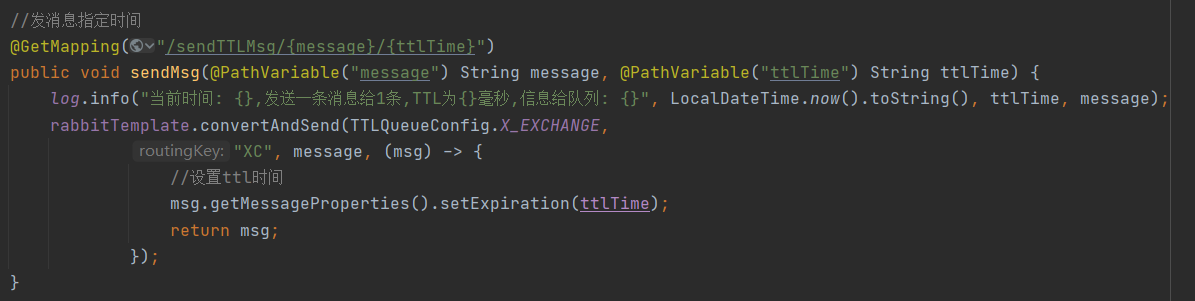 //发消息指定时间
@GetMapping("/sendTTLMsg/{message}/{ttlTime}")
public void sendMsg(@PathVariable("message") String message, @PathVariable("ttlTime") String ttlTime) {
log.info("当前时间: {},发送一条消息给1条,TTL为{}毫秒,信息给队列: {}", LocalDateTime.now().toString(), ttlTime, message);
rabbitTemplate.convertAndSend(TTLQueueConfig.X_EXCHANGE,
routingKey: "XC", message, (msg) -> {
//设置ttl时间
msg.getMessageProperties().setExpiration(ttlTime);
return msg;
});
}